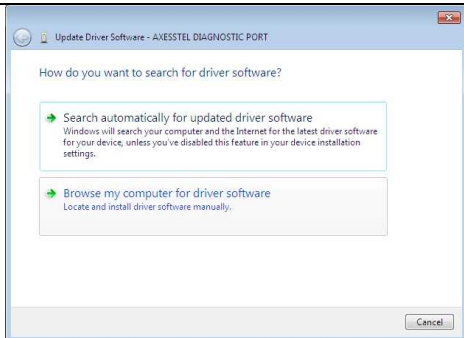 Update Driver Software - AXESSTEL DIAGNOSTIC PORT
How do you want to search for driver software?
Search automatically for updated driver software
Windows will search your computer and the Internet for the latest driver software
for your device, unless you've disabled this feature in your device installation
settings.
Browse my computer for driver software
Locate and install driver software manually.
Cancel